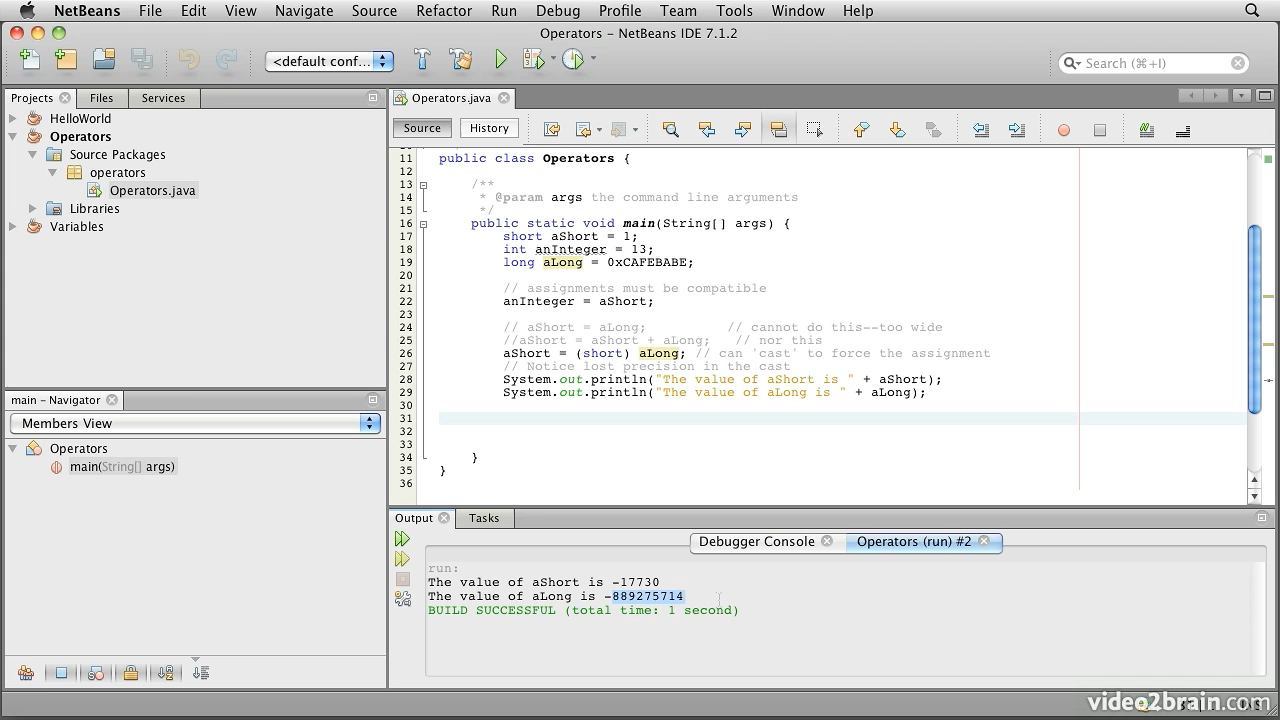 NetBeans File Edit View Navigate Source Refactor Run Debug Profile Team Tools Window Help
Operators – NetBeans IDE 7.1.2
<default conf...
Search (⌘+I)
Projects Files Services
HelloWorld
Operators
Source Packages
operators
Operators.java
Libraries
Variables
main – Navigator
Members View
Operators
main(String[] args)
Operators.java
Source History
11 public class Operators {
12
13 /**
14 * @param args the command line arguments
15 */
16 public static void main(String[] args) {
17 short aShort = 1;
18 int anInteger = 13;
19 long aLong = 0xCAFEBABE;
20
21 // assignments must be compatible
22 anInteger = aShort;
23
24 // aShort = aLong; // cannot do this--too wide
25 //aShort = aShort + aLong; // nor this
26 aShort = (short) aLong; // can 'cast' to force the assignment
27 // Notice lost precision in the cast
28 System.out.println("The value of aShort is " + aShort);
29 System.out.println("The value of aLong is " + aLong);
30
31
32
33
34 }
35 }
36
Output Tasks
Debugger Console Operators (run) #2
run:
The value of aShort is -17730
The value of aLong is -889275714
BUILD SUCCESSFUL (total time: 1 second)
video2brain.com